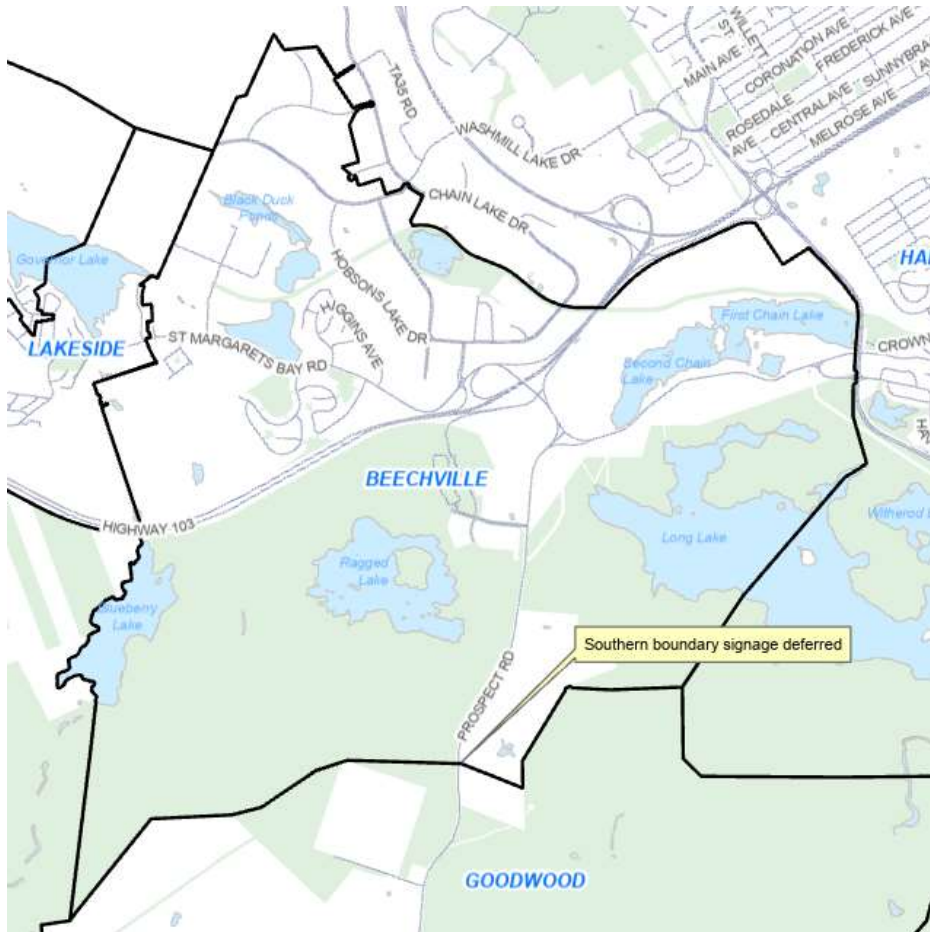 WILLETT
ST
MAIN AVE
CORONATION AVE
FREDERICK AVE
ROSEDALE
AVE
CENTRAL AVE
SUNNYBRA
MELROSE AVE
TA35 RD
WASHMILL LAKE DR
CHAIN LAKE DR
Black Duck
Ponds
Governor Lake
HOBSONS LAKE DR
HIGGINS AVE
LAKESIDE
ST MARGARETS BAY RD
First Chain Lake
Second Chain
Lake
CROWN
BEECHVILLE
HIGHWAY 103
Long Lake
Ragged
Lake
Blueberry
Lake
Southern boundary signage deferred
PROSPECT RD
GOODWOOD